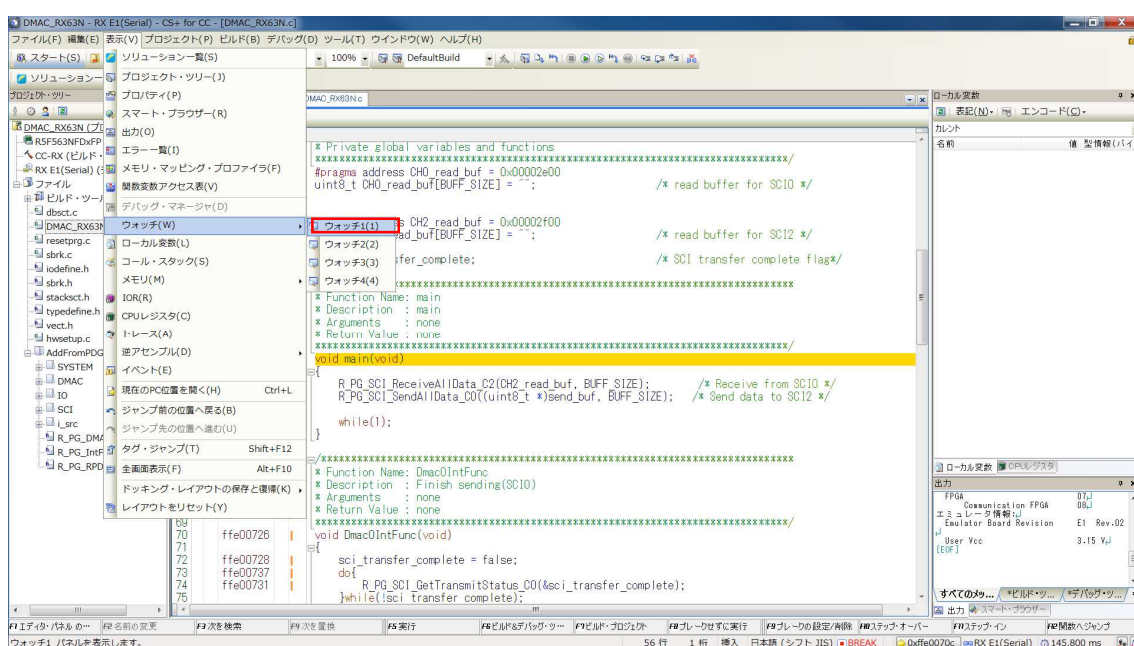 DMAC_RX63N - RX E1(Serial) - CS+ for CC - [DMAC_RX63N.c]
ファイル(F) 編集(E) 表示(V) プロジェクト(P) ビルド(B) デバッグ(D) ツール(T) ウインドウ(W) ヘルプ(H)
スタート(S)
100%
DefaultBuild
ソリューション一
プロジェクト・ツリー
DMAC_RX63N (プロ
R5F563NFDxFP
CC-RX (ビルド・
RX E1(Serial) (
ファイル
ビルド・ツー
dbsct.c
DMAC_RX63N
resetprg.c
sbrk.c
iodefine.h
sbrk.h
stacksct.h
typedefine.h
vect.h
hwsetup.c
AddFromPDG
SYSTEM
DMAC
IO
SCI
i_src
R_PG_DMA
R_PG_IntF
R_PG_RPD
ソリューション一覧(S)
プロジェクト・ツリー(J)
プロパティ(P)
スマート・ブラウザー(R)
出力(O)
エラー一覧(I)
メモリ・マッピング・プロファイラ(F)
関数変数アクセス表(V)
デバッグ・マネージャ(D)
ウォッチ(W)
ローカル変数(L)
コール・スタック(S)
メモリ(M)
IOR(R)
CPUレジスタ(C)
トレース(A)
逆アセンブル(D)
イベント(E)
現在のPC位置を開く(H) Ctrl+L
ジャンプ前の位置へ戻る(B)
ジャンプ先の位置へ進む(U)
タグ・ジャンプ(T) Shift+F12
全画面表示(F) Alt+F10
ドッキング・レイアウトの保存と復帰(K)
レイアウトをリセット(Y)
ウォッチ1(1)
ウォッチ2(2)
ウォッチ3(3)
ウォッチ4(4)
DMAC_RX63N.c
* Private global variables and functions
*******************************************************************************/
#pragma address CH0_read_buf = 0x00002e00
uint8_t CH0_read_buf[BUFF_SIZE] = ""; /* read buffer for SCI0 */
s CH2_read_buf = 0x00002f00
ad_buf[BUFF_SIZE] = ""; /* read buffer for SCI2 */
sfer_complete; /* SCI transfer complete flag*/
* Function Name: main
* Description : main
* Arguments : none
* Return Value : none
*******************************************************************************/
void main(void)
{
R_PG_SCI_ReceiveAllData_C2(CH2_read_buf, BUFF_SIZE); /* Receive from SCI0 */
R_PG_SCI_SendAllData_C0((uint8_t *)send_buf, BUFF_SIZE); /* Send data to SCI2 */
while(1);
}
/*******************************************************************************
* Function Name: Dmac0IntFunc
* Description : Finish sending(SCI0)
* Arguments : none
* Return Value : none
69 *******************************************************************************/
70 ffe00726 void Dmac0IntFunc(void)
71 {
72 ffe00728 sci_transfer_complete = false;
73 ffe00737 do{
74 ffe00731 R_PG_SCI_GetTransmitStatus_C0(&sci_transfer_complete);
75 }while(!sci_transfer_complete);
ローカル変数
表記(N) エンコード(C)
カレント
名前 値 型情報(バイ
ローカル変数 CPUレジスタ
出力
FPGA 07
Communication FPGA 08
エミュレータ情報:
Emulator Board Revision E1 Rev.02
User Vcc 3.15 V
[EOF]
すべてのメッ... *ビルド・ツ... *デバッグ・ツ...
出力 スマート・ブラウザー
F1エディタ・パネル の… F2名前の変更 F3次を検索 F4次を置換 F5実行 F6ビルド&デバッグ・ツ… F7ビルド・プロジェクト F8ブレークせずに実行 F9ブレークの設定/削除 F10ステップ・オーバー F11ステップ・イン F12関数へジャンプ
ウォッチ1 パネルを表示します。 56 行 1 桁 挿入 日本語 (シフト JIS) BREAK 0xffe0070c RX E1(Serial) 145.800 ms